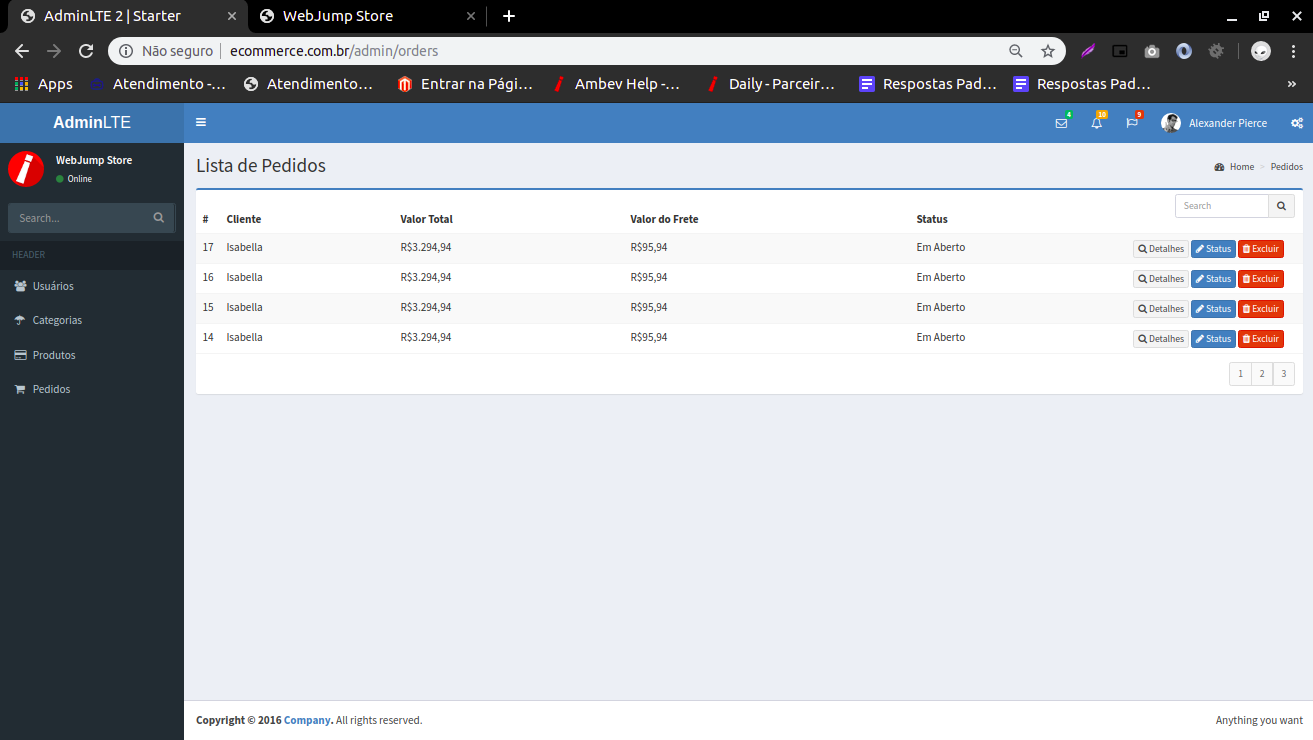 AdminLTE 2 | Starter
WebJump Store
Não seguro | ecommerce.com.br/admin/orders
Apps
Atendimento -...
Atendimento...
Entrar na Pági...
Ambev Help -...
Daily - Parceir...
Respostas Pad...
Respostas Pad...
»
AdminLTE
4
10
9
Alexander Pierce
WebJump Store
Online
Search...
HEADER
Usuários
Categorias
Produtos
Pedidos
Lista de Pedidos
Home > Pedidos
Search
# Cliente Valor Total Valor do Frete Status
17 Isabella R$3.294,94 R$95,94 Em Aberto Detalhes Status Excluir
16 Isabella R$3.294,94 R$95,94 Em Aberto Detalhes Status Excluir
15 Isabella R$3.294,94 R$95,94 Em Aberto Detalhes Status Excluir
14 Isabella R$3.294,94 R$95,94 Em Aberto Detalhes Status Excluir
1 2 3
Copyright © 2016 Company. All rights reserved.
Anything you want